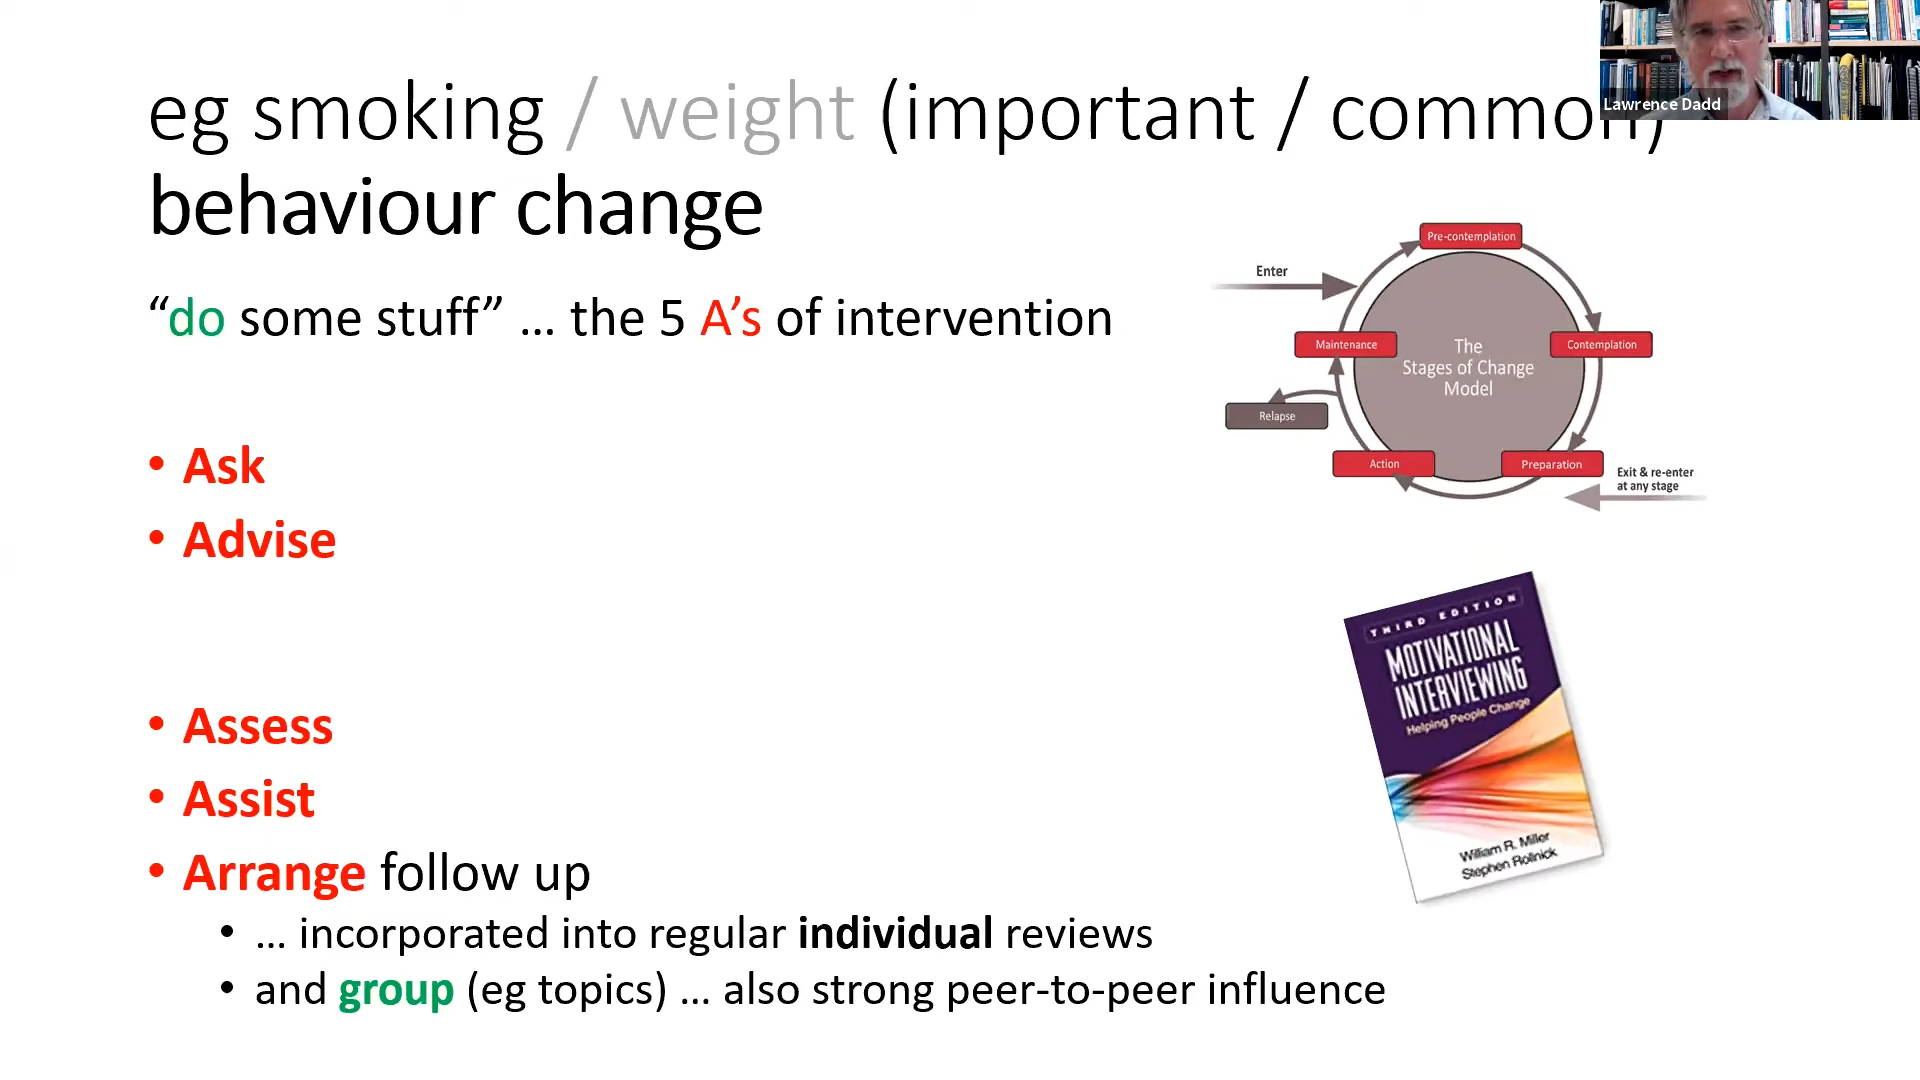 eg smoking / weight (important / common)
behaviour change
“do some stuff” ... the 5 A’s of intervention
• Ask
• Advise
• Assess
• Assist
• Arrange follow up
• ... incorporated into regular individual reviews
• and group (eg topics) ... also strong peer-to-peer influence
Lawrence Dadd
Pre-contemplation
Enter
Maintenance
Contemplation
The
Stages of Change
Model
Relapse
Action
Preparation
Exit & re-enter
at any stage
THIRD EDITION
MOTIVATIONAL
INTERVIEWING
Helping People Change
William R. Miller
Stephen Rollnick